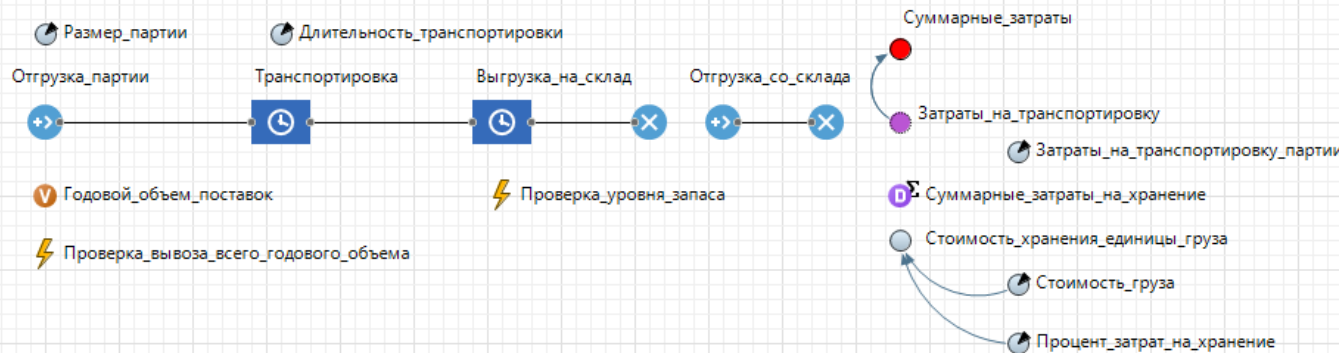 Суммарные_затраты
Размер_партии
Длительность_транспортировки
Отгрузка_партии
Транспортировка
Выгрузка_на_склад
Отгрузка_со_склада
Затраты_на_транспортировку
Затраты_на_транспортировку_партии
V Годовой_объем_поставок
Проверка_уровня_запаса
D Σ Суммарные_затраты_на_хранение
Стоимость_хранения_единицы_груза
Проверка_вывоза_всего_годового_объема
Стоимость_груза
Процент_затрат_на_хранение